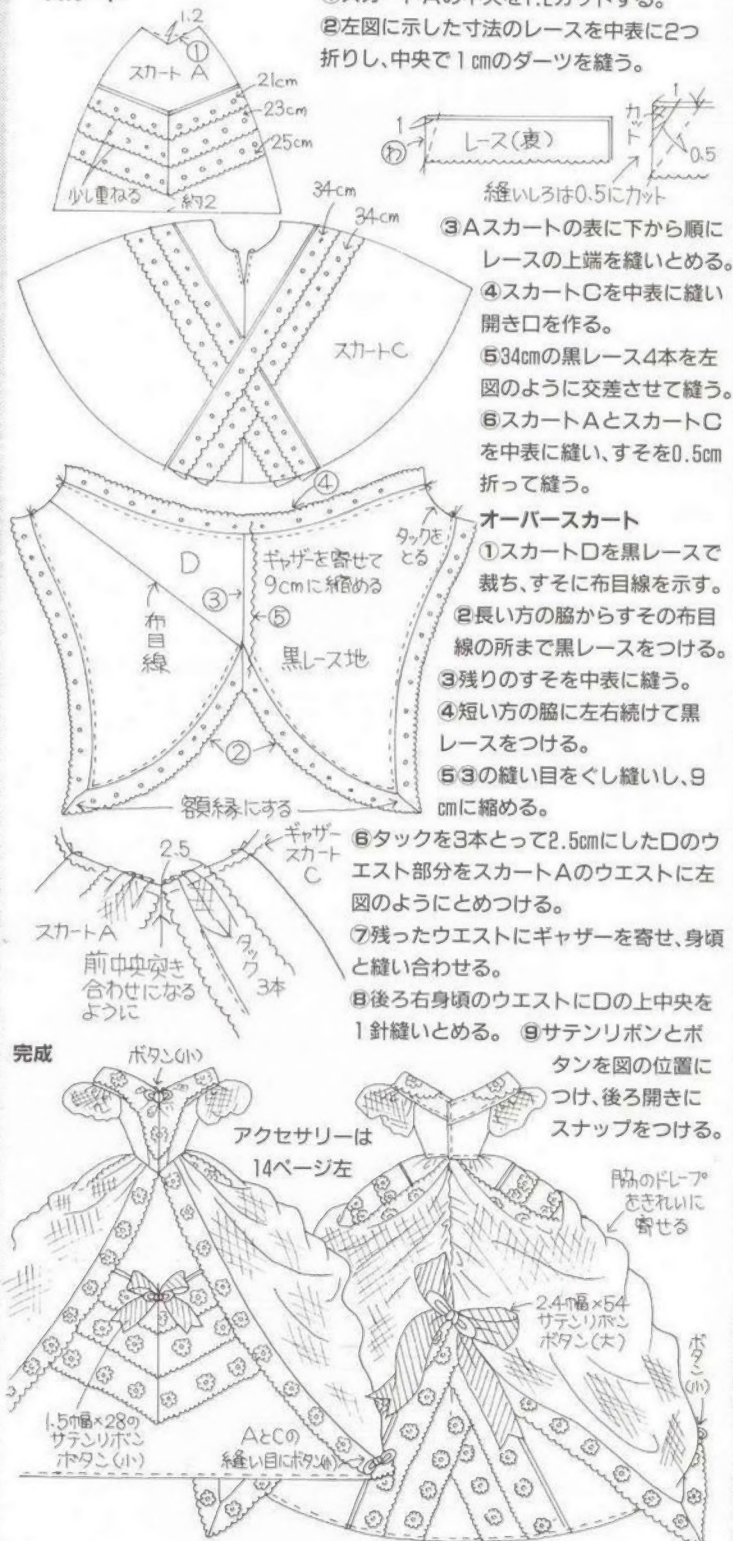 ②左図に示した寸法のレースを中表に2つ
折りし、中央で1cmのダーツを縫う。
1.2
①
スカートA
21cm
23cm
25cm
少し重ねる
約2
1
わ
レース(裏)
カット
1
0.5
縫いしろは0.5にカット
34cm
34cm
スカートC
③Aスカートの表に下から順に
レースの上端を縫いとめる。
④スカートCを中表に縫い
開き口を作る。
⑤34cmの黒レース4本を左
図のように交差させて縫う。
⑥スカートAとスカートC
を中表に縫い、すそを0.5cm
折って縫う。
④
タックをとる
D
布目線
③
ギャザーを寄せて
9cmに縮める
⑤
黒レース地
②
額縁にする
オーバースカート
①スカートDを黒レースで
裁ち、すそに布目線を示す。
②長い方の脇からすその布目
線の所まで黒レースをつける。
③残りのすそを中表に縫う。
④短い方の脇に左右続けて黒
レースをつける。
⑤③の縫い目をぐし縫いし、9
cmに縮める。
2.5
ギャザー
スカート
C
スカートA
前中央突き
合わせになる
ように
タック
3本
⑥タックを3本とって2.5cmにしたDのウ
エスト部分をスカートAのウエストに左
図のようにとめつける。
⑦残ったウエストにギャザーを寄せ、身頃
と縫い合わせる。
⑧後ろ右身頃のウエストにDの上中央を
1針縫いとめる。 ⑨サテンリボンとボ
タンを図の位置に
つけ、後ろ開きに
スナップをつける。
完成
ボタン(小)
アクセサリーは
14ページ左
脇のドレープ
をきれいに
寄せる
2.4幅×54
サテンリボン
ボタン(大)
ボタン(小)
1.5幅×28の
サテンリボン
ボタン(小)
AとCの
縫い目にボタン(小)